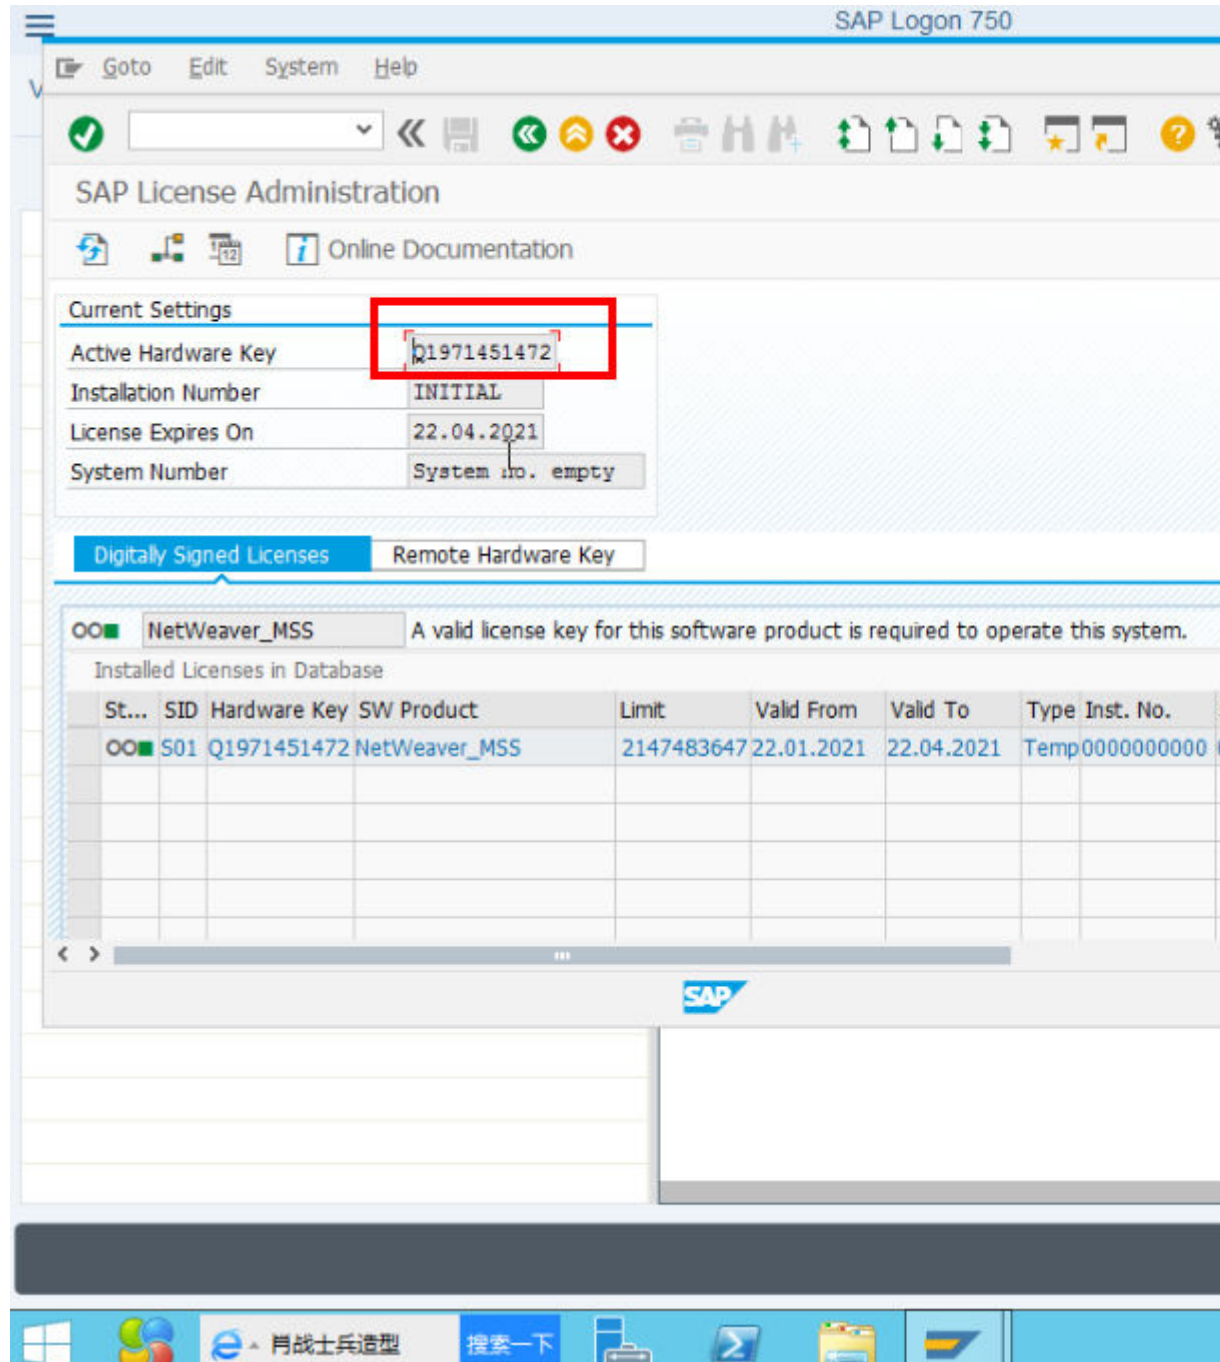 SAP Logon 750
Goto Edit System Help
SAP License Administration
Online Documentation
Current Settings
Active Hardware Key Q1971451472
Installation Number INITIAL
License Expires On 22.04.2021
System Number System no. empty
Digitally Signed Licenses Remote Hardware Key
NetWeaver_MSS A valid license key for this software product is required to operate this system.
Installed Licenses in Database
St... SID Hardware Key SW Product Limit Valid From Valid To Type Inst. No.
S01 Q1971451472 NetWeaver_MSS 2147483647 22.01.2021 22.04.2021 Temp 0000000000
SAP
肖战士兵造型 搜索一下